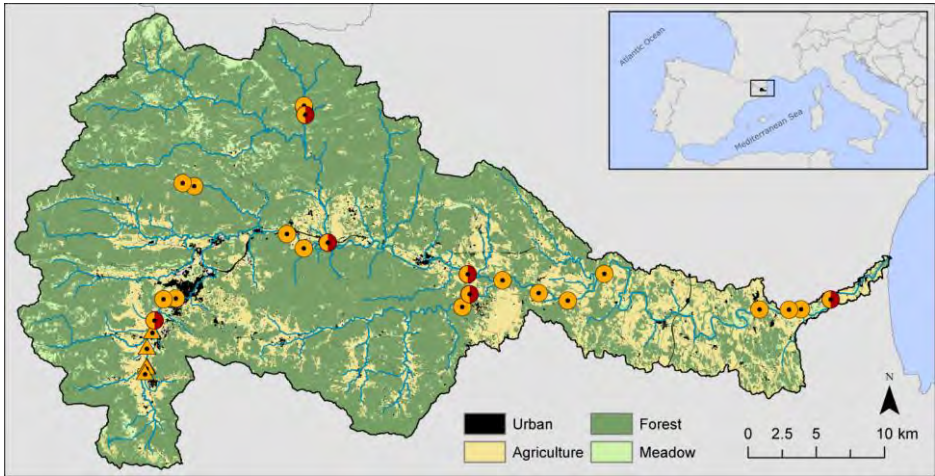 Atlantic Ocean
Mediterranean Sea
N
Urban
Forest
Agriculture
Meadow
0 2.5 5 10 km